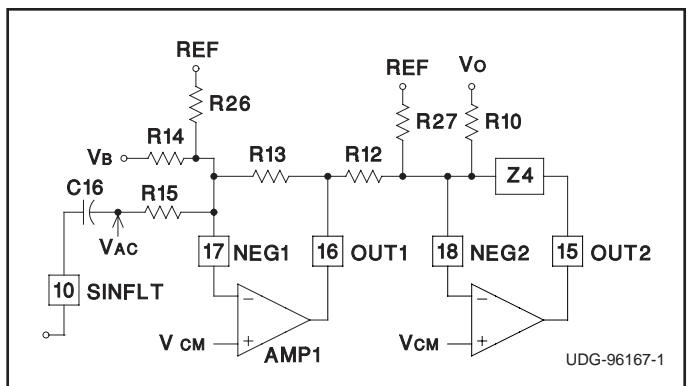 REF
R26
R14
VB
C16
R15
VAC
10 SINFLT
R13
R12
17 NEG1
16 OUT1
VCM
AMP1
REF
VO
R27
R10
Z4
18 NEG2
15 OUT2
VCM
UDG-96167-1